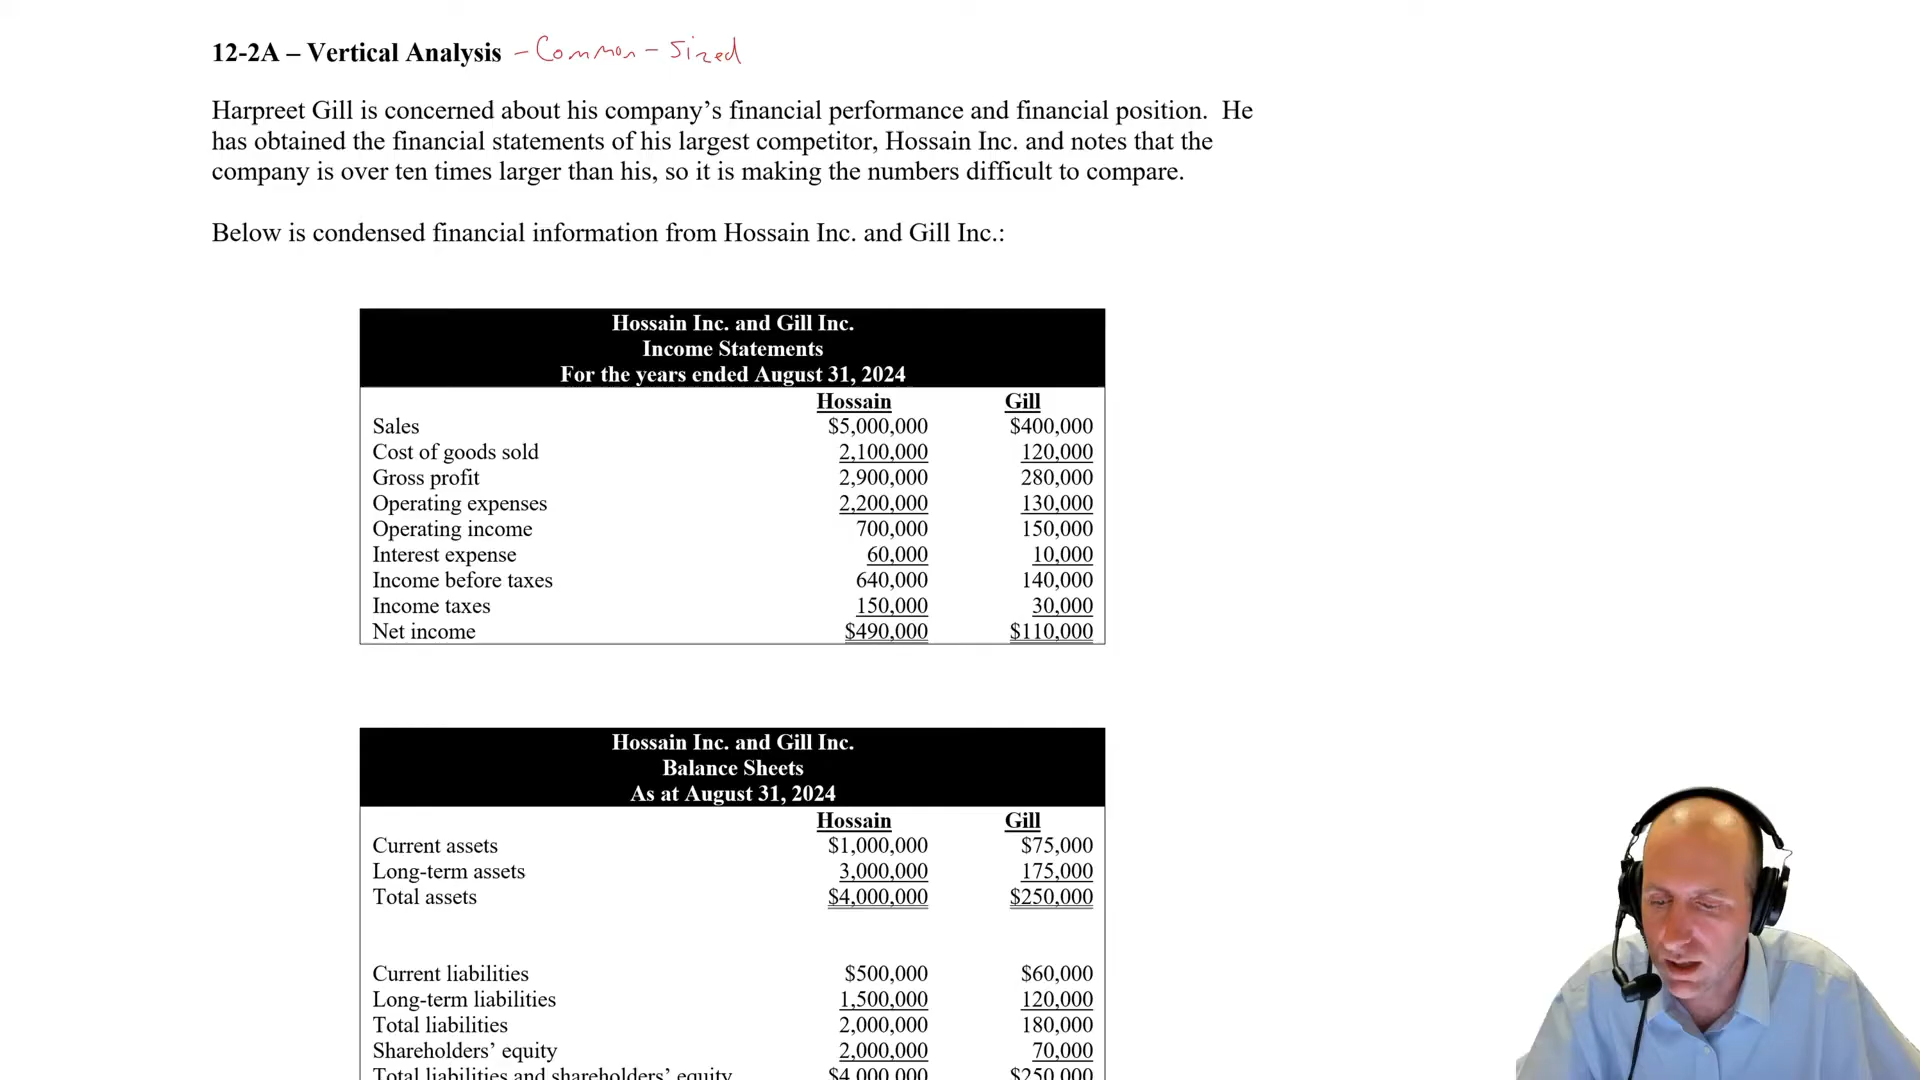 12-2A – Vertical Analysis - Common - Sized
Harpreet Gill is concerned about his company’s financial performance and financial position. He
has obtained the financial statements of his largest competitor, Hossain Inc. and notes that the
company is over ten times larger than his, so it is making the numbers difficult to compare.
Below is condensed financial information from Hossain Inc. and Gill Inc.:
Hossain Inc. and Gill Inc.
Income Statements
For the years ended August 31, 2024
Hossain Gill
Sales $5,000,000 $400,000
Cost of goods sold 2,100,000 120,000
Gross profit 2,900,000 280,000
Operating expenses 2,200,000 130,000
Operating income 700,000 150,000
Interest expense 60,000 10,000
Income before taxes 640,000 140,000
Income taxes 150,000 30,000
Net income $490,000 $110,000
Hossain Inc. and Gill Inc.
Balance Sheets
As at August 31, 2024
Hossain Gill
Current assets $1,000,000 $75,000
Long-term assets 3,000,000 175,000
Total assets $4,000,000 $250,000
Current liabilities $500,000 $60,000
Long-term liabilities 1,500,000 120,000
Total liabilities 2,000,000 180,000
Shareholders’ equity 2,000,000 70,000
Total liabilities and shareholders’ equity $4,000,000 $250,000